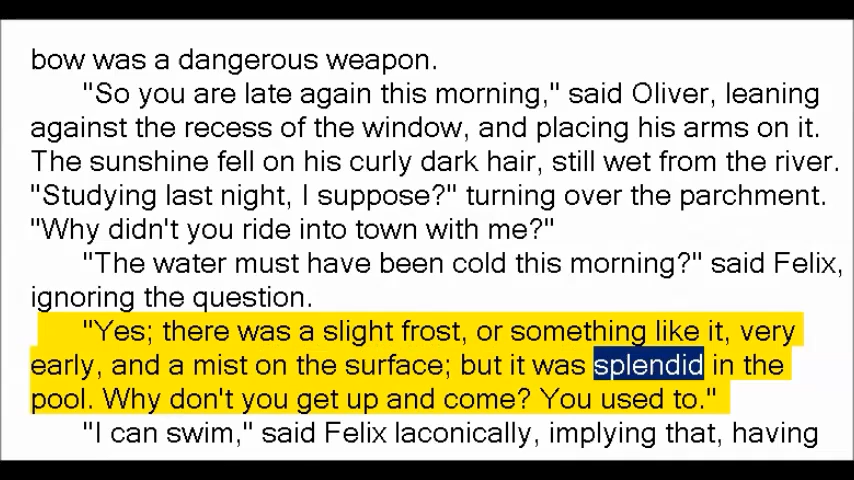 bow was a dangerous weapon.
"So you are late again this morning," said Oliver, leaning
against the recess of the window, and placing his arms on it.
The sunshine fell on his curly dark hair, still wet from the river.
"Studying last night, I suppose?" turning over the parchment.
"Why didn't you ride into town with me?"
"The water must have been cold this morning?" said Felix,
ignoring the question.
"Yes; there was a slight frost, or something like it, very
early, and a mist on the surface; but it was splendid in the
pool. Why don't you get up and come? You used to."
"I can swim," said Felix laconically, implying that, having